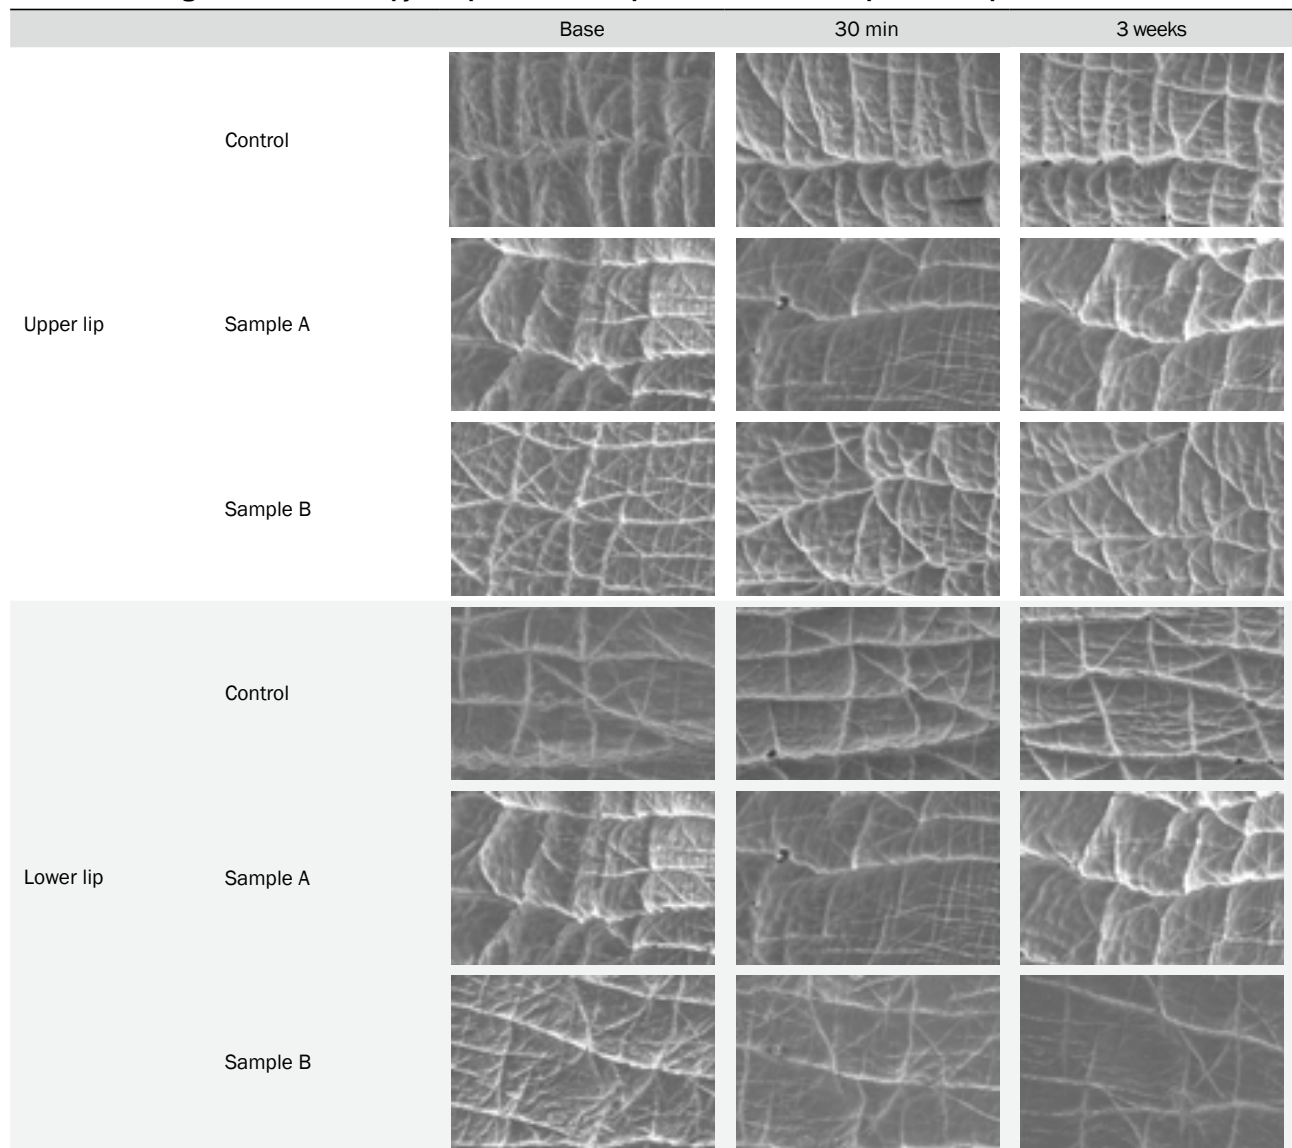 Base 30 min 3 weeks
Control
Upper lip Sample A
Sample B
Control
Lower lip Sample A
Sample B